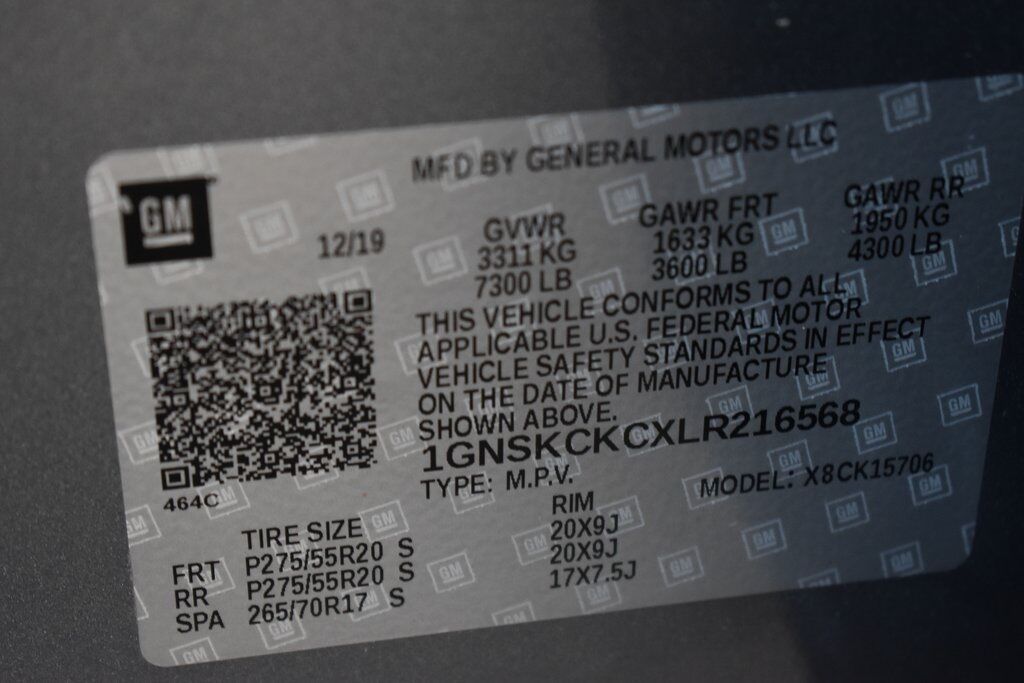 MFD BY GENERAL MOTORS LLC
GM
12/19
GVWR
3311 KG
7300 LB
GAWR FRT
1633 KG
3600 LB
GAWR RR
1950 KG
4300 LB
THIS VEHICLE CONFORMS TO ALL
APPLICABLE U.S. FEDERAL MOTOR
VEHICLE SAFETY STANDARDS IN EFFECT
ON THE DATE OF MANUFACTURE
SHOWN ABOVE.
1GNSKCKCXLR216568
TYPE: M.P.V.
MODEL: X8CK15706
464C
TIRE SIZE
RIM
FRT P275/55R20 S 20X9J
RR P275/55R20 S 20X9J
SPA 265/70R17 S 17X7.5J